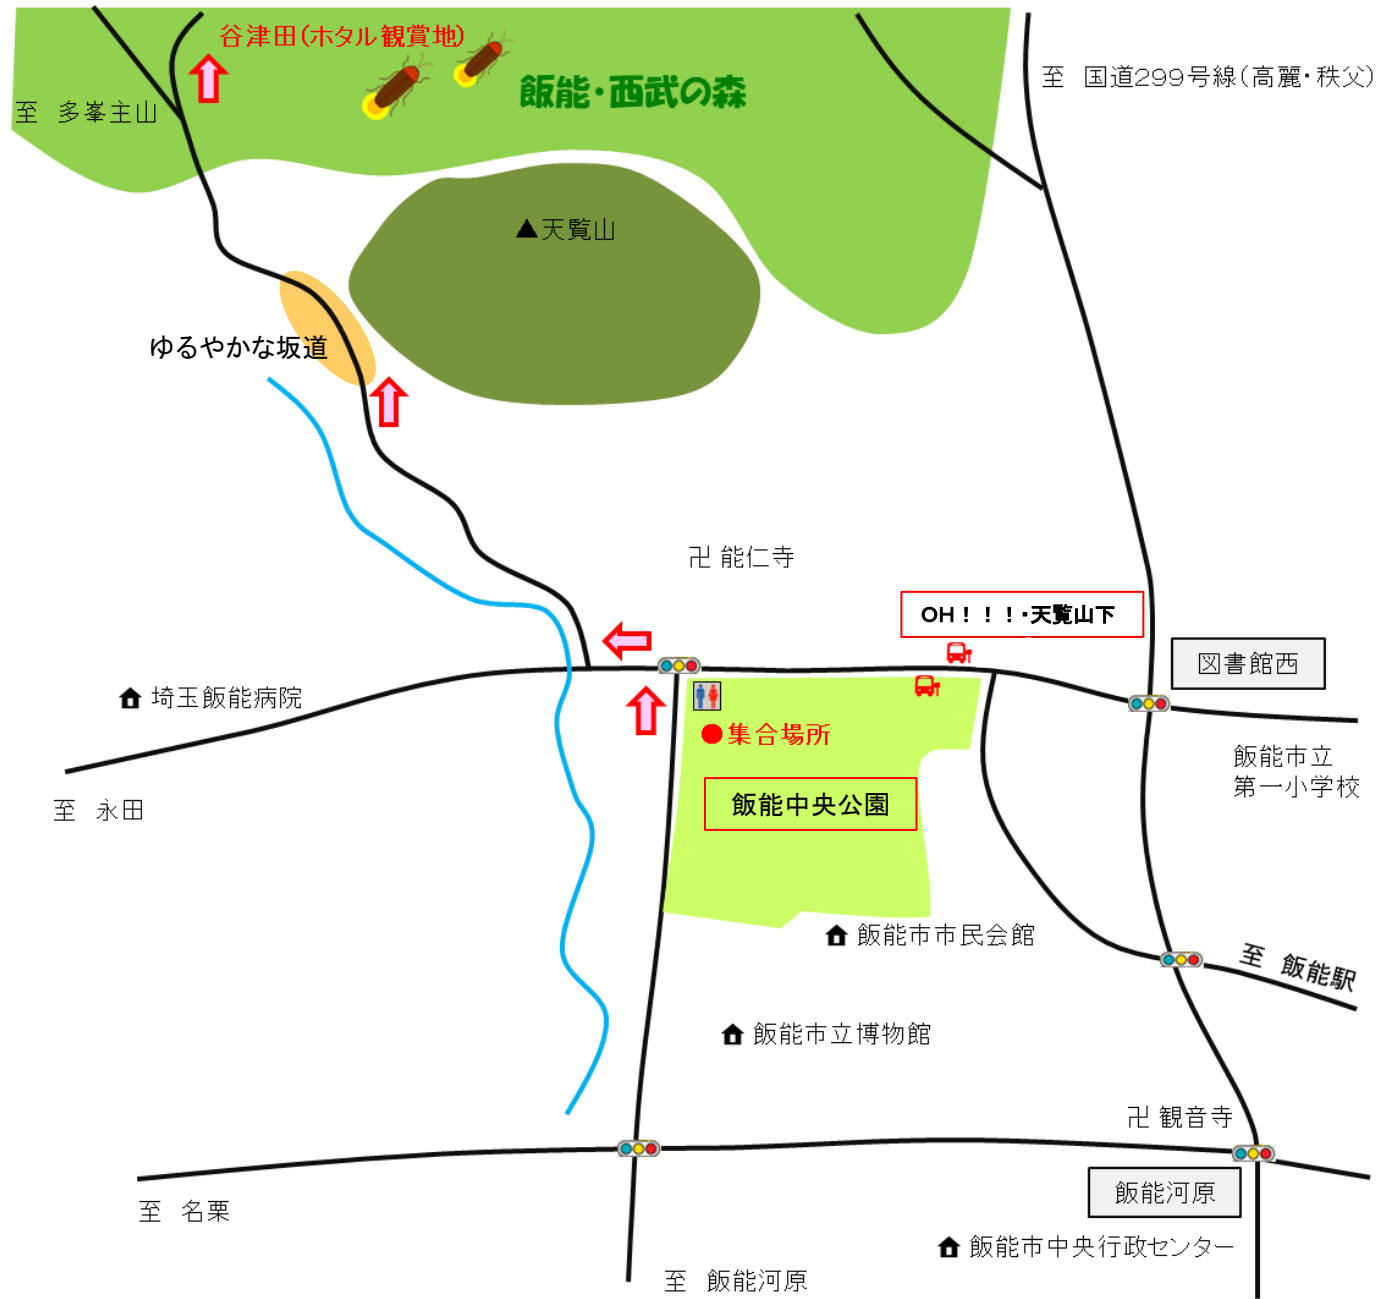 谷津田(ホタル観賞地)
飯能・西武の森
至 国道299号線(高麗・秩父)
至 多峯主山
▲天覧山
ゆるやかな坂道
卍 能仁寺
OH!!!・天覧山下
図書館西
埼玉飯能病院
●集合場所
飯能市立
第一小学校
至 永田
飯能中央公園
飯能市市民会館
至 飯能駅
飯能市立博物館
卍 観音寺
飯能河原
至 名栗
飯能市中央行政センター
至 飯能河原